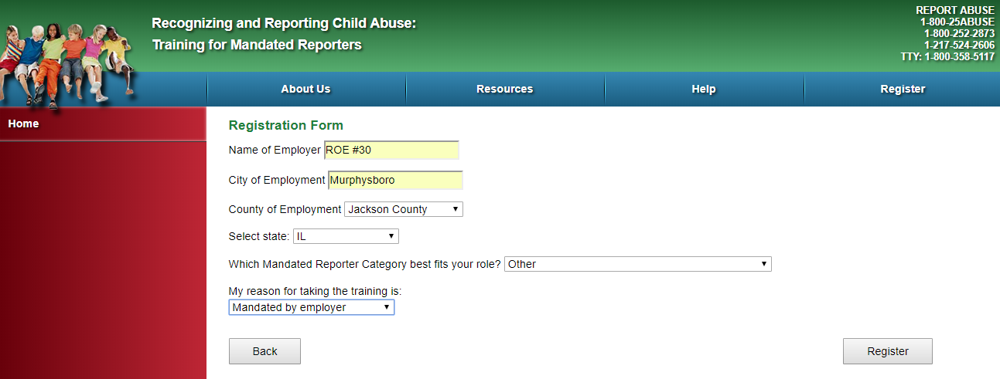 Recognizing and Reporting Child Abuse:
Training for Mandated Reporters
REPORT ABUSE
1-800-25ABUSE
1-800-252-2873
1-217-524-2606
TTY: 1-800-358-5117
About Us Resources Help Register
Home
Registration Form
Name of Employer ROE #30
City of Employment Murphysboro
County of Employment Jackson County
Select state: IL
Which Mandated Reporter Category best fits your role? Other
My reason for taking the training is:
Mandated by employer
Back Register